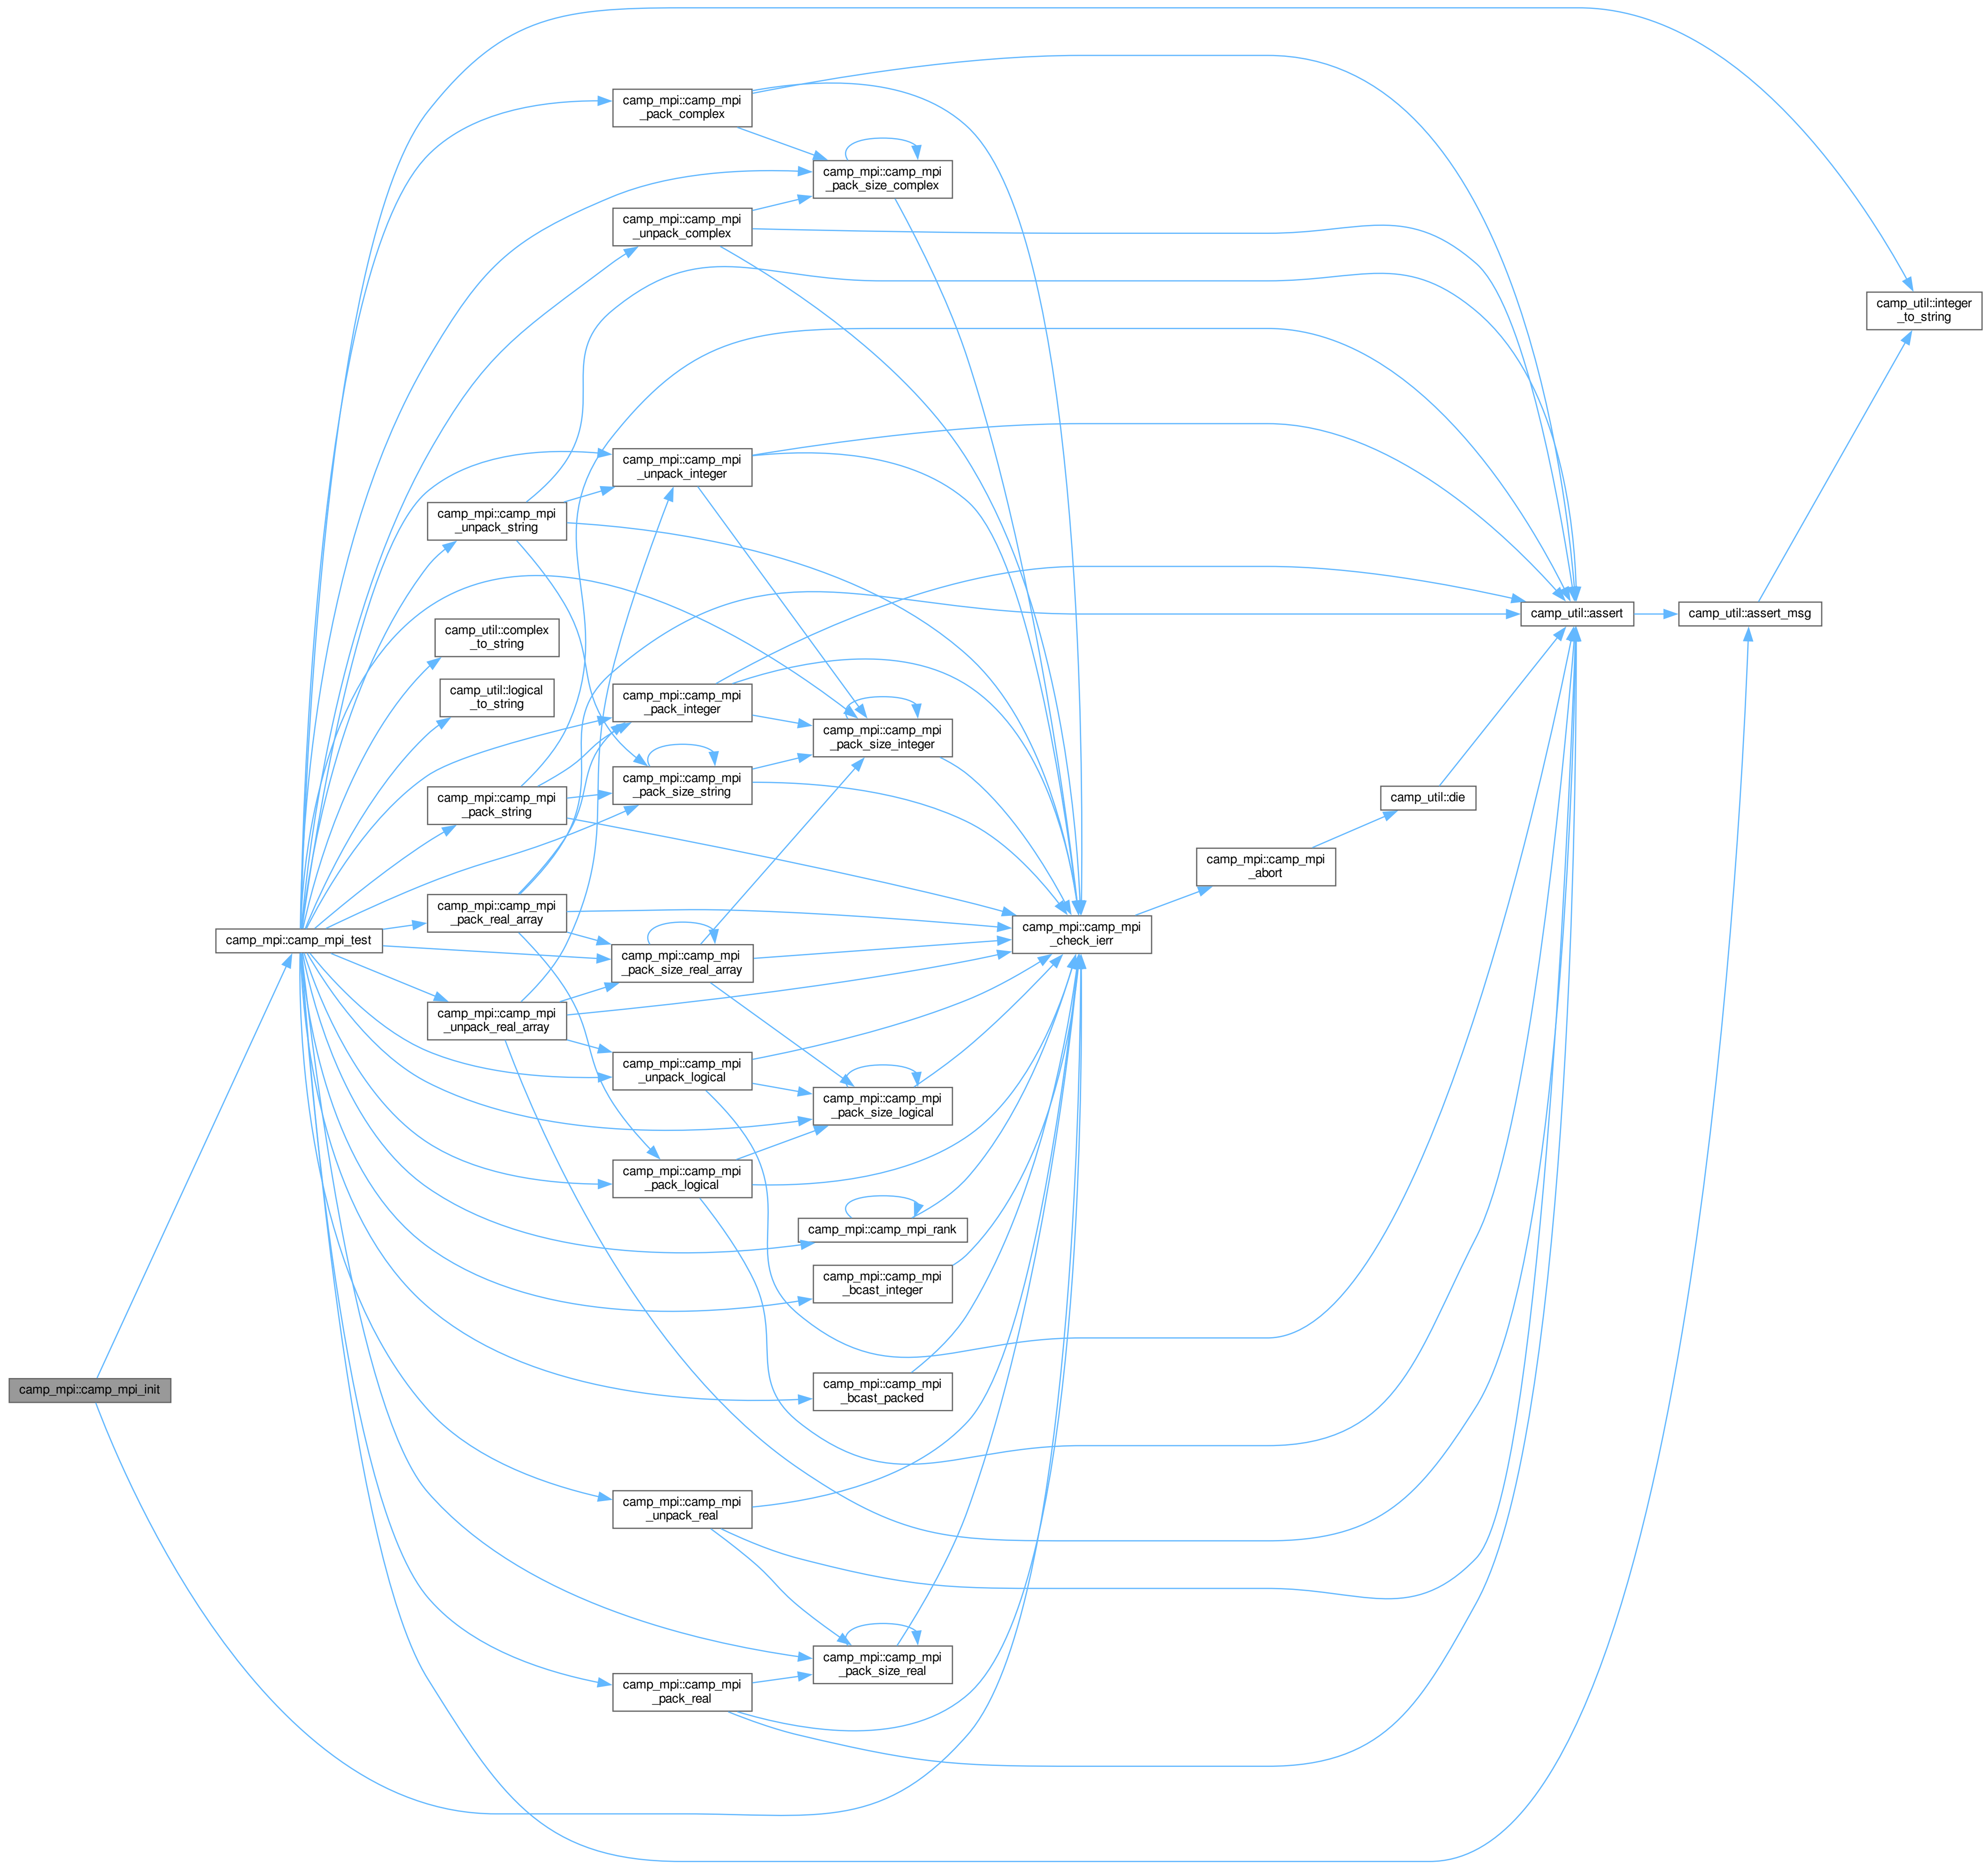 camp_mpi::camp_mpi
_pack_complex
camp_mpi::camp_mpi
_pack_size_complex
camp_mpi::camp_mpi
_unpack_complex
camp_util::integer
_to_string
camp_mpi::camp_mpi
_unpack_integer
camp_mpi::camp_mpi
_unpack_string
camp_util::assert
camp_util::assert_msg
camp_util::complex
_to_string
camp_util::logical
_to_string
camp_mpi::camp_mpi
_pack_integer
camp_mpi::camp_mpi
_pack_size_integer
camp_mpi::camp_mpi
_pack_size_string
camp_mpi::camp_mpi
_pack_string
camp_util::die
camp_mpi::camp_mpi
_abort
camp_mpi::camp_mpi
_pack_real_array
camp_mpi::camp_mpi_test
camp_mpi::camp_mpi
_check_ierr
camp_mpi::camp_mpi
_pack_size_real_array
camp_mpi::camp_mpi
_unpack_real_array
camp_mpi::camp_mpi
_unpack_logical
camp_mpi::camp_mpi
_pack_size_logical
camp_mpi::camp_mpi
_pack_logical
camp_mpi::camp_mpi_rank
camp_mpi::camp_mpi
_bcast_integer
camp_mpi::camp_mpi_init
camp_mpi::camp_mpi
_bcast_packed
camp_mpi::camp_mpi
_unpack_real
camp_mpi::camp_mpi
_pack_size_real
camp_mpi::camp_mpi
_pack_real